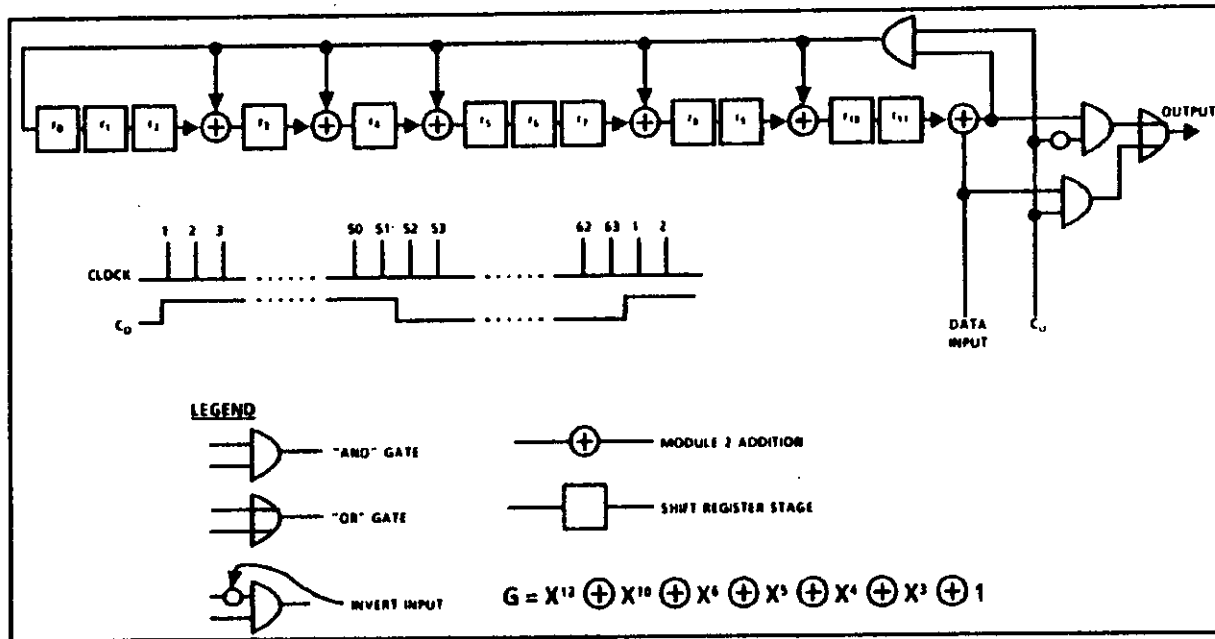 OUTPUT
r0 r1 r2 r3 r4 r5 r6 r7 r8 r9 r10 r11
1 2 3 50 51 52 53 62 63 1 2
CLOCK
C0
DATA INPUT
C0
LEGEND
"AND" GATE
MODULE 2 ADDITION
"OR" GATE
SHIFT REGISTER STAGE
INVERT INPUT
G = X¹² ⊕ X¹⁰ ⊕ X⁸ ⊕ X⁵ ⊕ X⁴ ⊕ X³ ⊕ 1